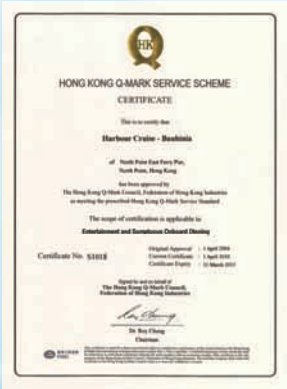 HK
HONG KONG Q-MARK SERVICE SCHEME
CERTIFICATE
This is to certify that
Harbour Cruise - Bauhinia
of North Point East Ferry Pier,
North Point, Hong Kong
has been approved by
The Hong Kong Q-Mark Council, Federation of Hong Kong Industries
as meeting the prescribed Hong Kong Q-Mark Service Standard
The scope of certification is applicable to
Entertainment and Sumptuous Onboard Dinning
Certificate No. S1018
Original Approval : 1 April
Current Certificate : 1 April
Certificate Expiry : 31 March
Signed for and on behalf of
The Hong Kong Q-Mark Council,
Federation of Hong Kong Industries
Dr. Roy Chung
Chairman